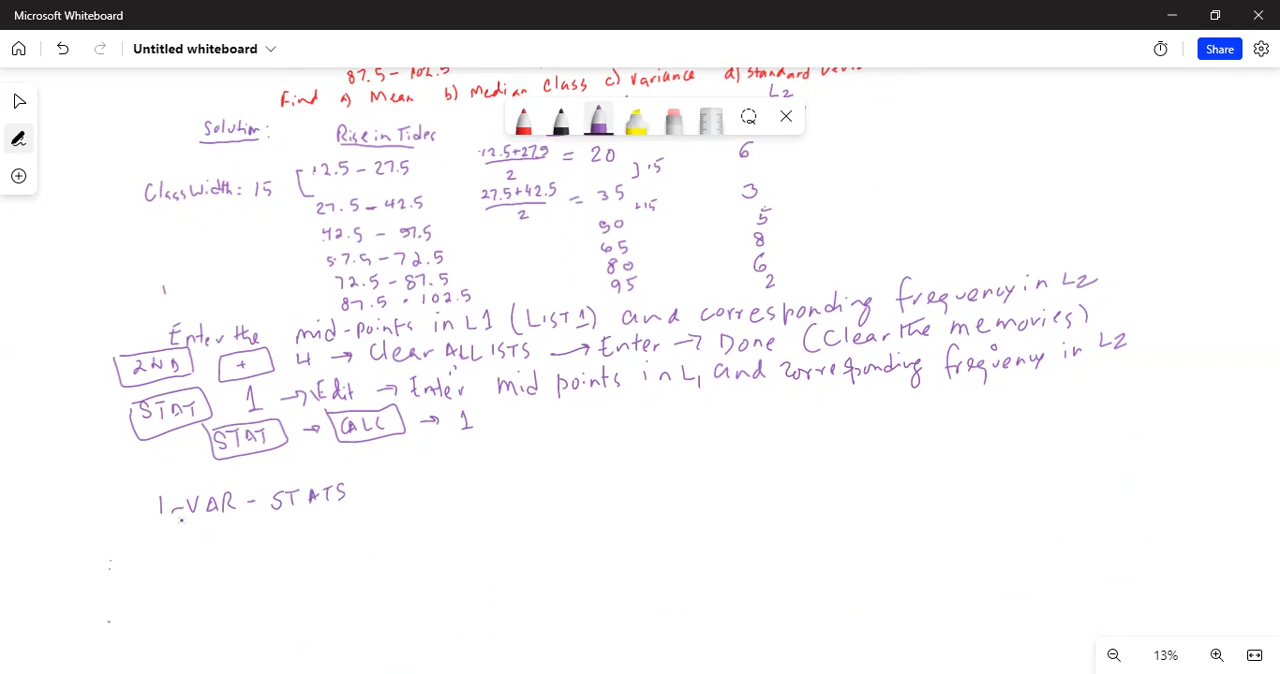 Microsoft Whiteboard
Untitled whiteboard
Share
87.5 - 102.5
Find a) Mean b) Median Class c) Variance d) Standard
L2
Solution:
Rise in Tides
12.5 - 27.5 12.5+27.5/2 = 20 6
].15
Class Width: 15
27.5 - 42.5 27.5+42.5/2 = 35 3
+15
42.5 - 57.5 50 5
57.5 - 72.5 65 8
72.5 - 87.5 80 6
87.5 - 102.5 95 2
Enter the mid-points in L1 (LIST 1) and corresponding frequency in L2
2ND + 4 → Clear ALL ISTS → Enter → Done (Clear the memories)
STAT 1 → Edit → Enter mid points in L1 and corresponding frequency in L2
STAT → CALC → 1
1-VAR - STATS
13%